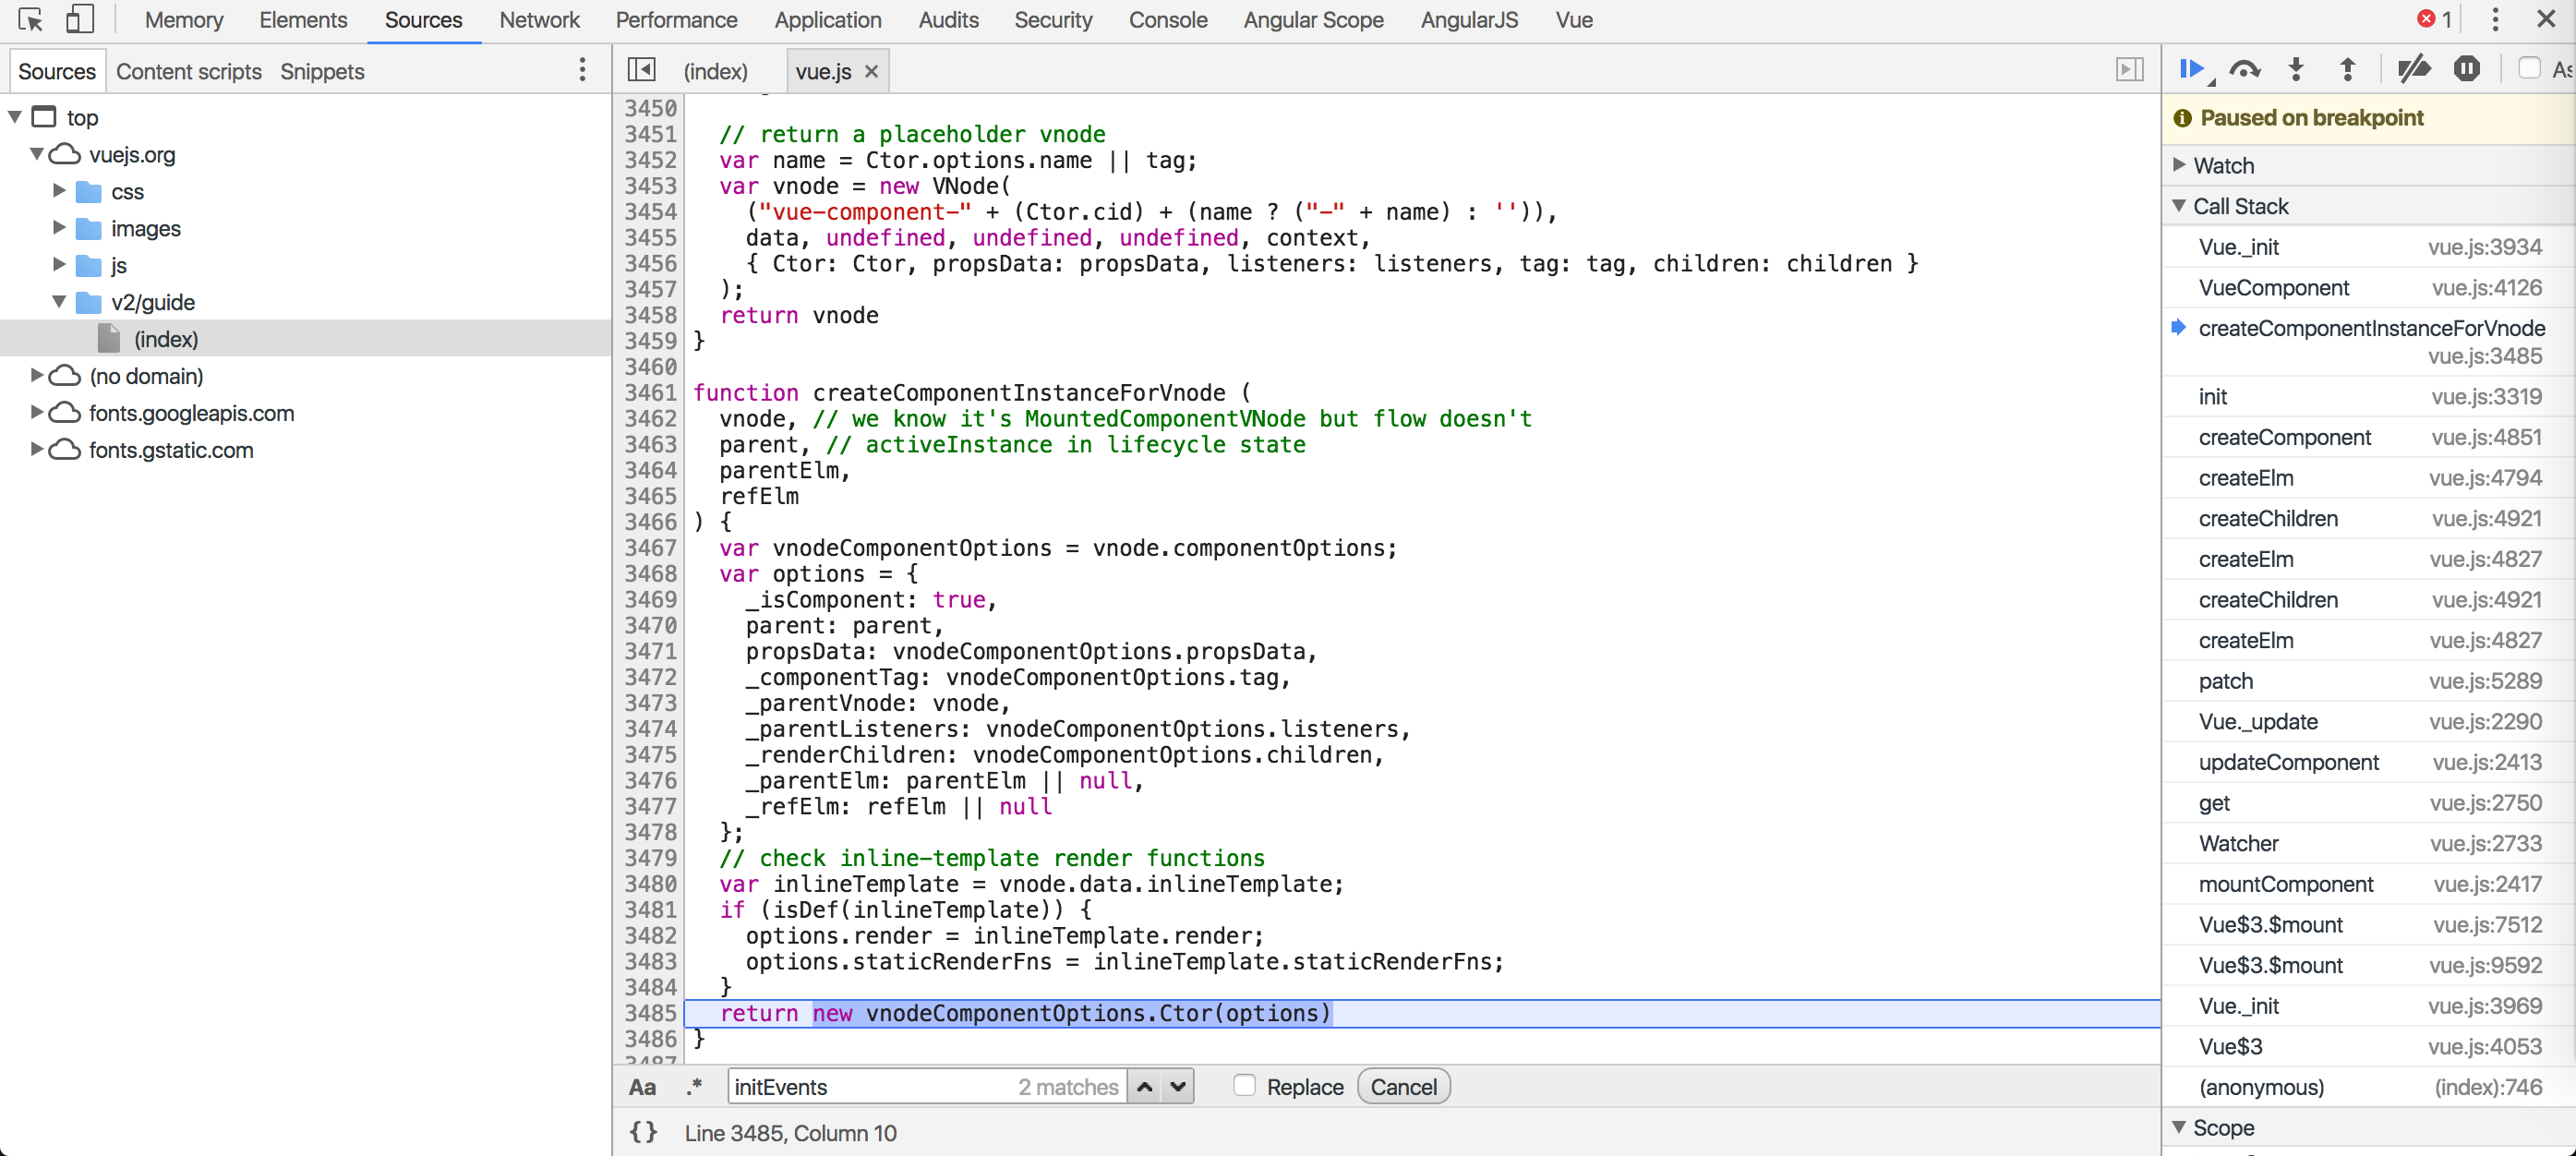 Memory Elements Sources Network Performance Application Audits Security Console Angular Scope AngularJS Vue 1
Sources Content scripts Snippets
top
vuejs.org
css
images
js
v2/guide
(index)
(no domain)
fonts.googleapis.com
fonts.gstatic.com
(index) vue.js
3450
3451 // return a placeholder vnode
3452 var name = Ctor.options.name || tag;
3453 var vnode = new VNode(
3454 ("vue-component-" + (Ctor.cid) + (name ? ("-" + name) : '')),
3455 data, undefined, undefined, undefined, context,
3456 { Ctor: Ctor, propsData: propsData, listeners: listeners, tag: tag, children: children }
3457 );
3458 return vnode
3459 }
3460
3461 function createComponentInstanceForVnode (
3462 vnode, // we know it's MountedComponentVNode but flow doesn't
3463 parent, // activeInstance in lifecycle state
3464 parentElm,
3465 refElm
3466 ) {
3467 var vnodeComponentOptions = vnode.componentOptions;
3468 var options = {
3469 _isComponent: true,
3470 parent: parent,
3471 propsData: vnodeComponentOptions.propsData,
3472 _componentTag: vnodeComponentOptions.tag,
3473 _parentVnode: vnode,
3474 _parentListeners: vnodeComponentOptions.listeners,
3475 _renderChildren: vnodeComponentOptions.children,
3476 _parentElm: parentElm || null,
3477 _refElm: refElm || null
3478 };
3479 // check inline-template render functions
3480 var inlineTemplate = vnode.data.inlineTemplate;
3481 if (isDef(inlineTemplate)) {
3482 options.render = inlineTemplate.render;
3483 options.staticRenderFns = inlineTemplate.staticRenderFns;
3484 }
3485 return new vnodeComponentOptions.Ctor(options)
3486 }
3487
Aa .* initEvents 2 matches Replace Cancel
{} Line 3485, Column 10
Paused on breakpoint
Watch
Call Stack
Vue._init vue.js:3934
VueComponent vue.js:4126
createComponentInstanceForVnode
vue.js:3485
init vue.js:3319
createComponent vue.js:4851
createElm vue.js:4794
createChildren vue.js:4921
createElm vue.js:4827
createChildren vue.js:4921
createElm vue.js:4827
patch vue.js:5289
Vue._update vue.js:2290
updateComponent vue.js:2413
get vue.js:2750
Watcher vue.js:2733
mountComponent vue.js:2417
Vue$3.$mount vue.js:7512
Vue$3.$mount vue.js:9592
Vue._init vue.js:3969
Vue$3 vue.js:4053
(anonymous) (index):746
Scope